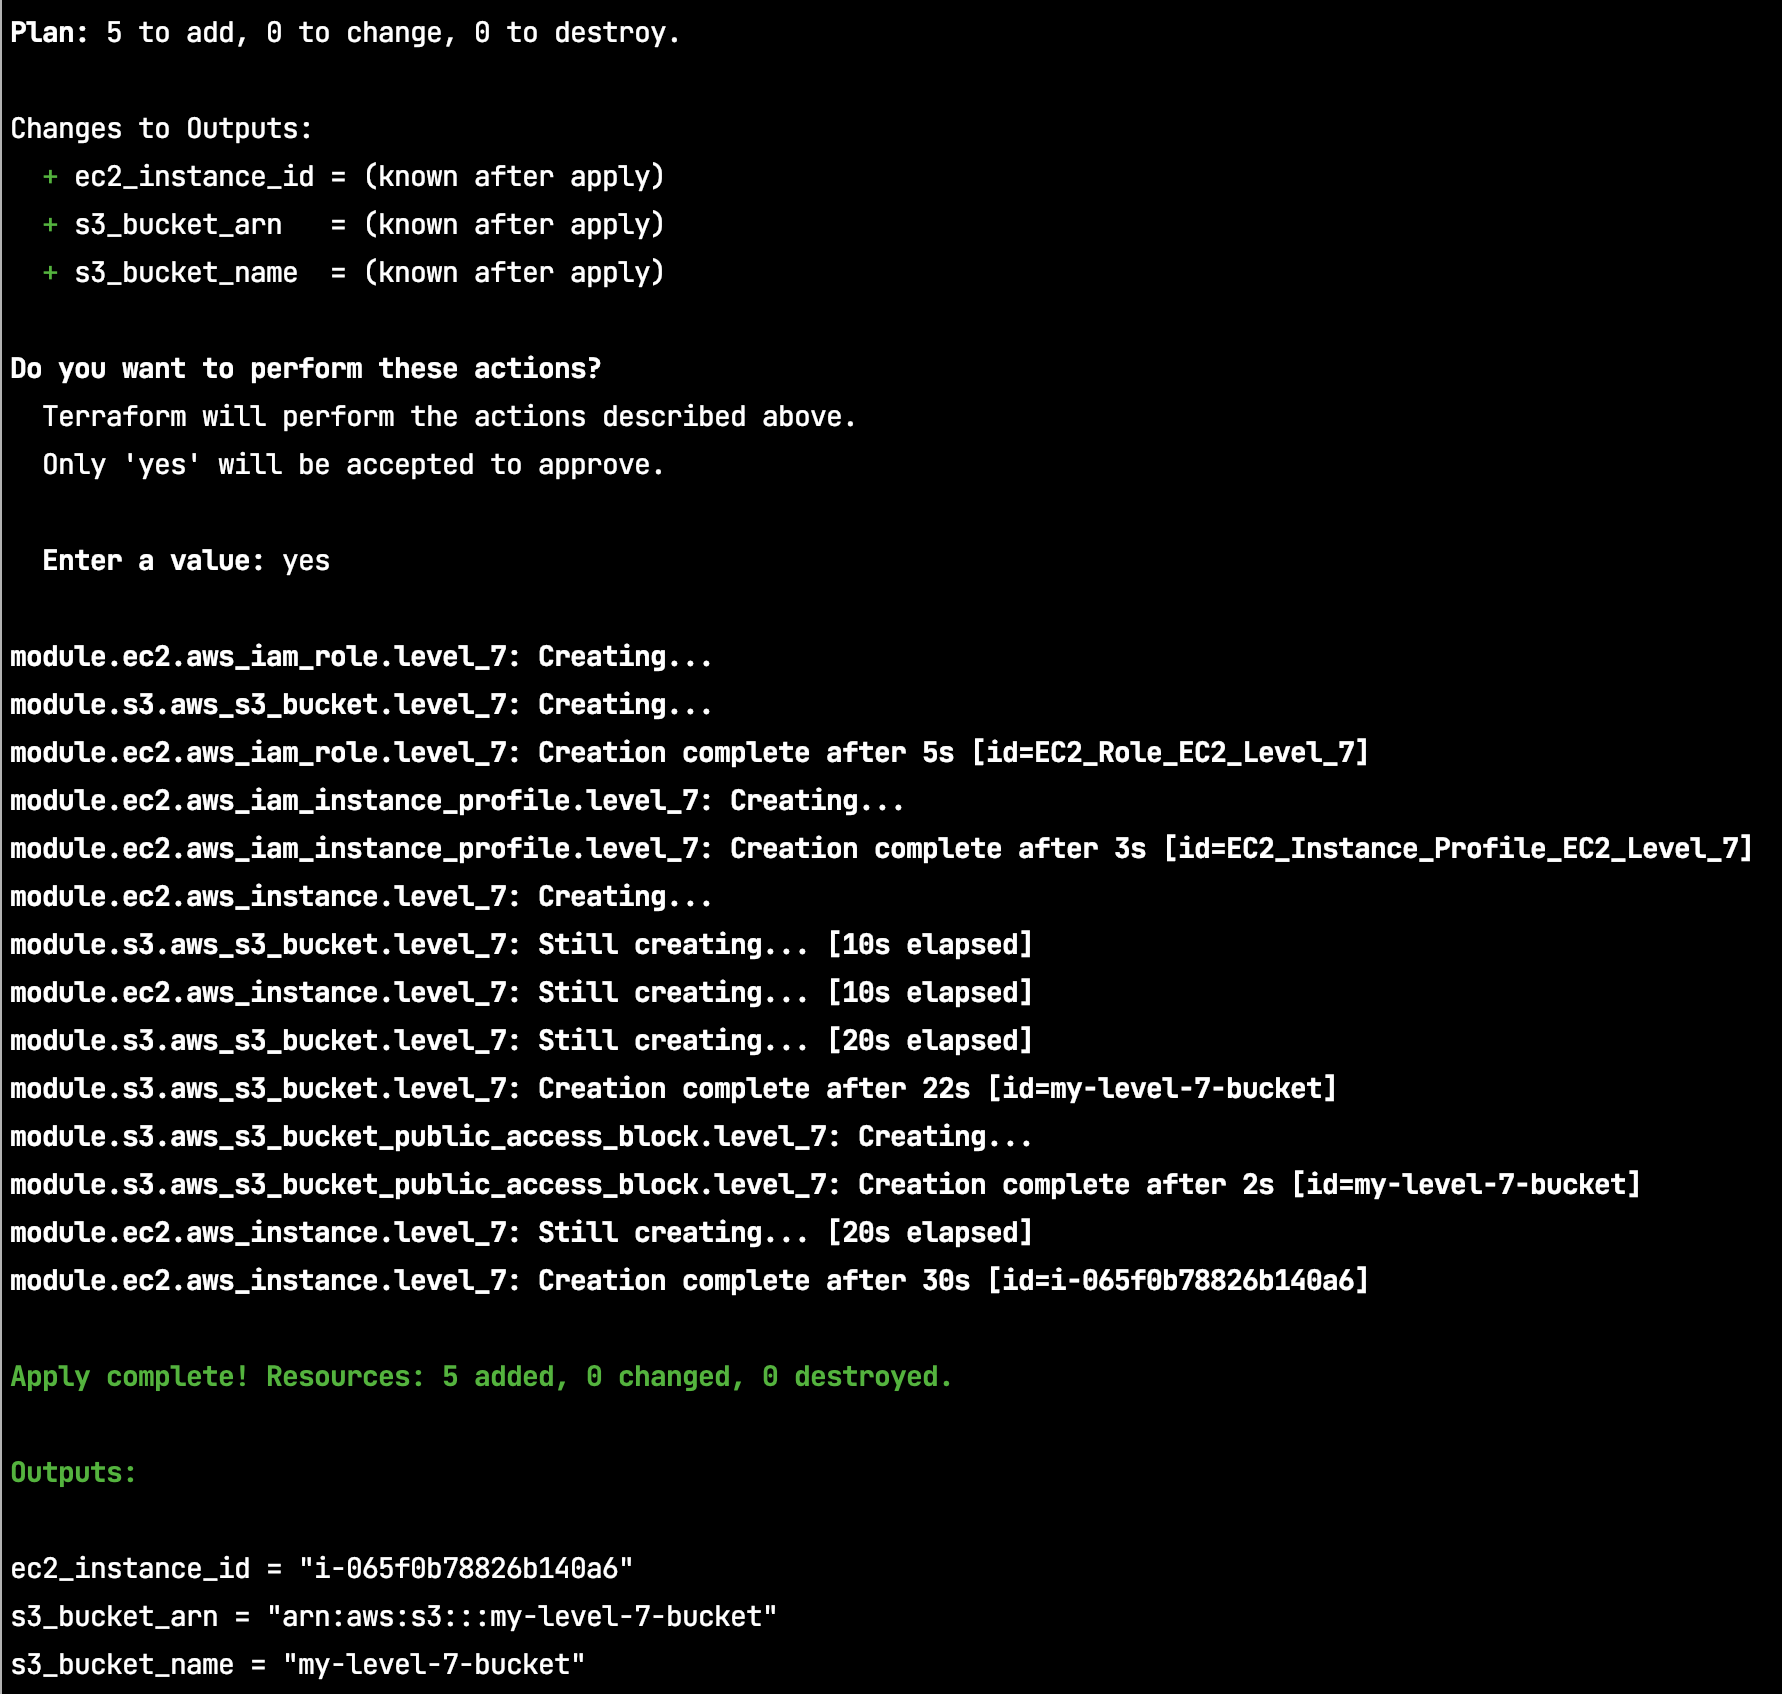 Plan: 5 to add, 0 to change, 0 to destroy.
Changes to Outputs:
  + ec2_instance_id = (known after apply)
  + s3_bucket_arn   = (known after apply)
  + s3_bucket_name  = (known after apply)
Do you want to perform these actions?
  Terraform will perform the actions described above.
  Only 'yes' will be accepted to approve.
  Enter a value: yes
module.ec2.aws_iam_role.level_7: Creating...
module.s3.aws_s3_bucket.level_7: Creating...
module.ec2.aws_iam_role.level_7: Creation complete after 5s [id=EC2_Role_EC2_Level_7]
module.ec2.aws_iam_instance_profile.level_7: Creating...
module.ec2.aws_iam_instance_profile.level_7: Creation complete after 3s [id=EC2_Instance_Profile_EC2_Level_7]
module.ec2.aws_instance.level_7: Creating...
module.s3.aws_s3_bucket.level_7: Still creating... [10s elapsed]
module.ec2.aws_instance.level_7: Still creating... [10s elapsed]
module.s3.aws_s3_bucket.level_7: Still creating... [20s elapsed]
module.s3.aws_s3_bucket.level_7: Creation complete after 22s [id=my-level-7-bucket]
module.s3.aws_s3_bucket_public_access_block.level_7: Creating...
module.s3.aws_s3_bucket_public_access_block.level_7: Creation complete after 2s [id=my-level-7-bucket]
module.ec2.aws_instance.level_7: Still creating... [20s elapsed]
module.ec2.aws_instance.level_7: Creation complete after 30s [id=i-065f0b78826b140a6]
Apply complete! Resources: 5 added, 0 changed, 0 destroyed.
Outputs:
ec2_instance_id = "i-065f0b78826b140a6"
s3_bucket_arn = "arn:aws:s3:::my-level-7-bucket"
s3_bucket_name = "my-level-7-bucket"